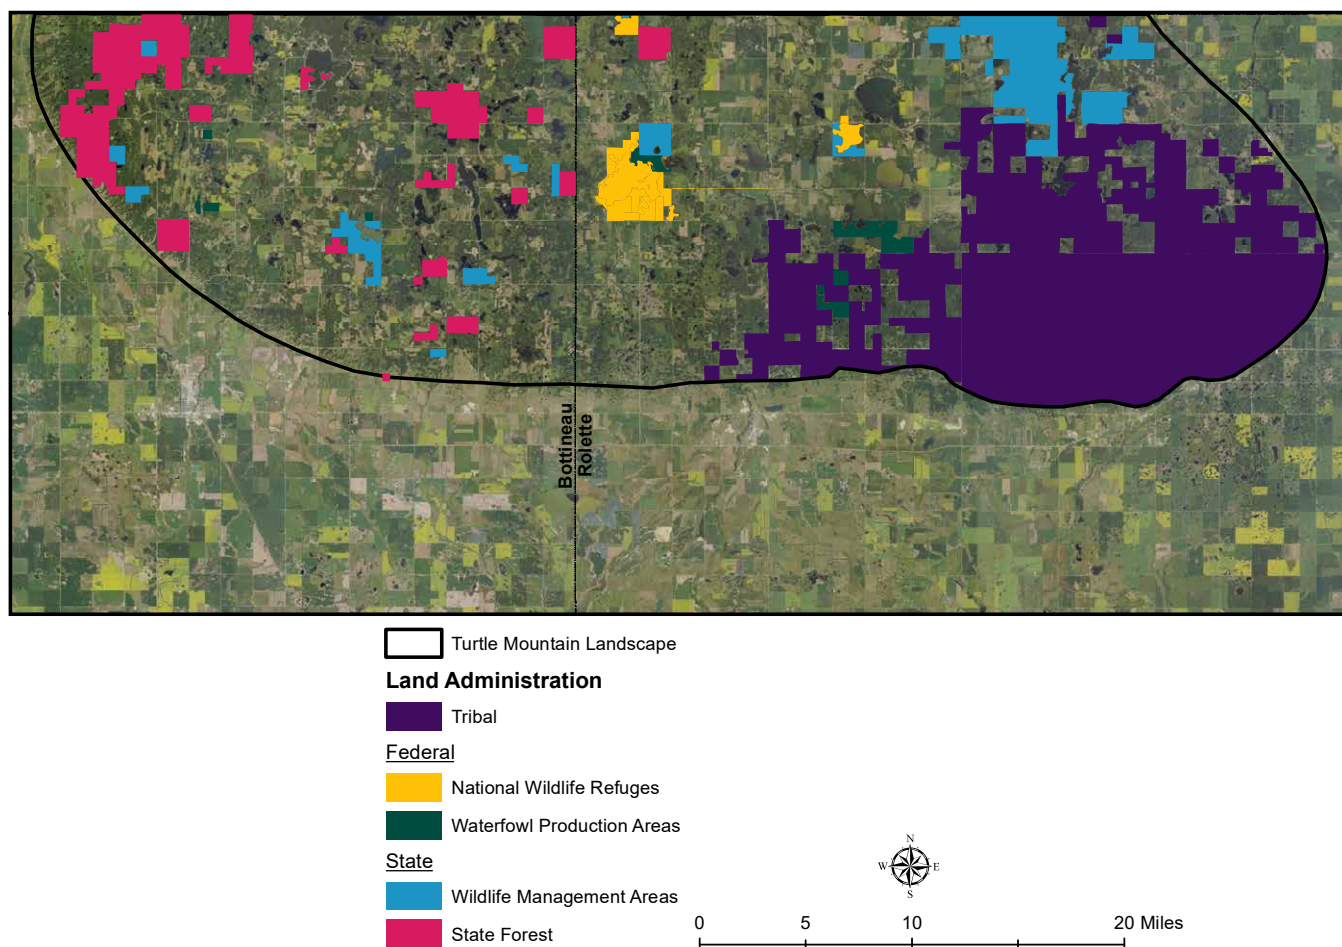 Bottineau
Rolette
Turtle Mountain Landscape
Land Administration
Tribal
Federal
National Wildlife Refuges
Waterfowl Production Areas
State
Wildlife Management Areas
State Forest
N
W E
S
0 5 10 20 Miles